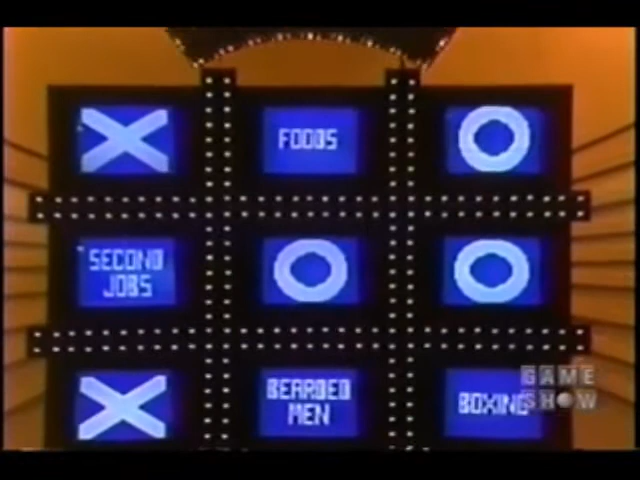 X FOODS O
SECOND
JOBS
O O
X BEARDED
MEN
BOXING
GAME
SHOW